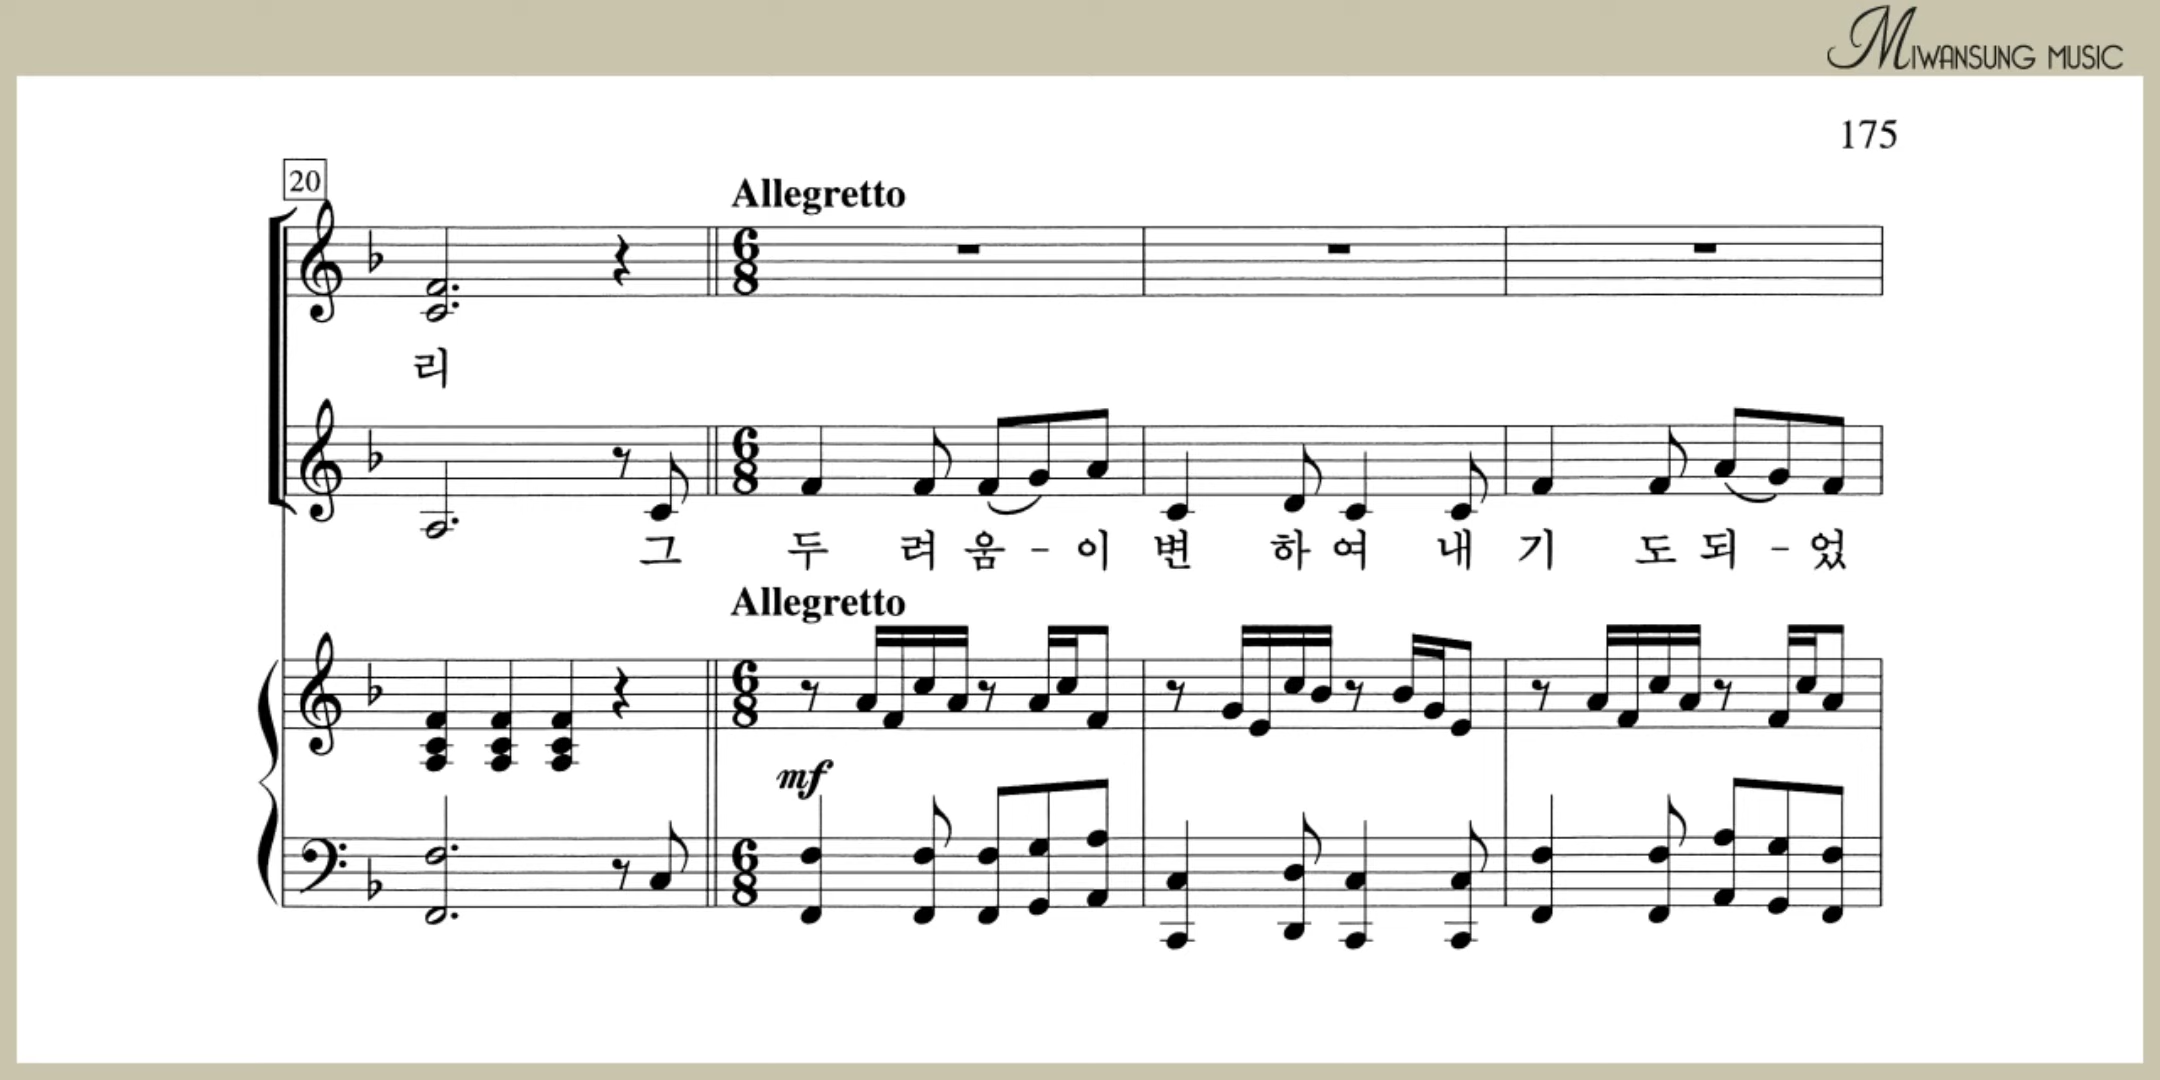 MIWANSUNG MUSIC
175
20
Allegretto
리
그 두 려 움 - 이 변 하 여 내 기 도 되 - 었
Allegretto
mf